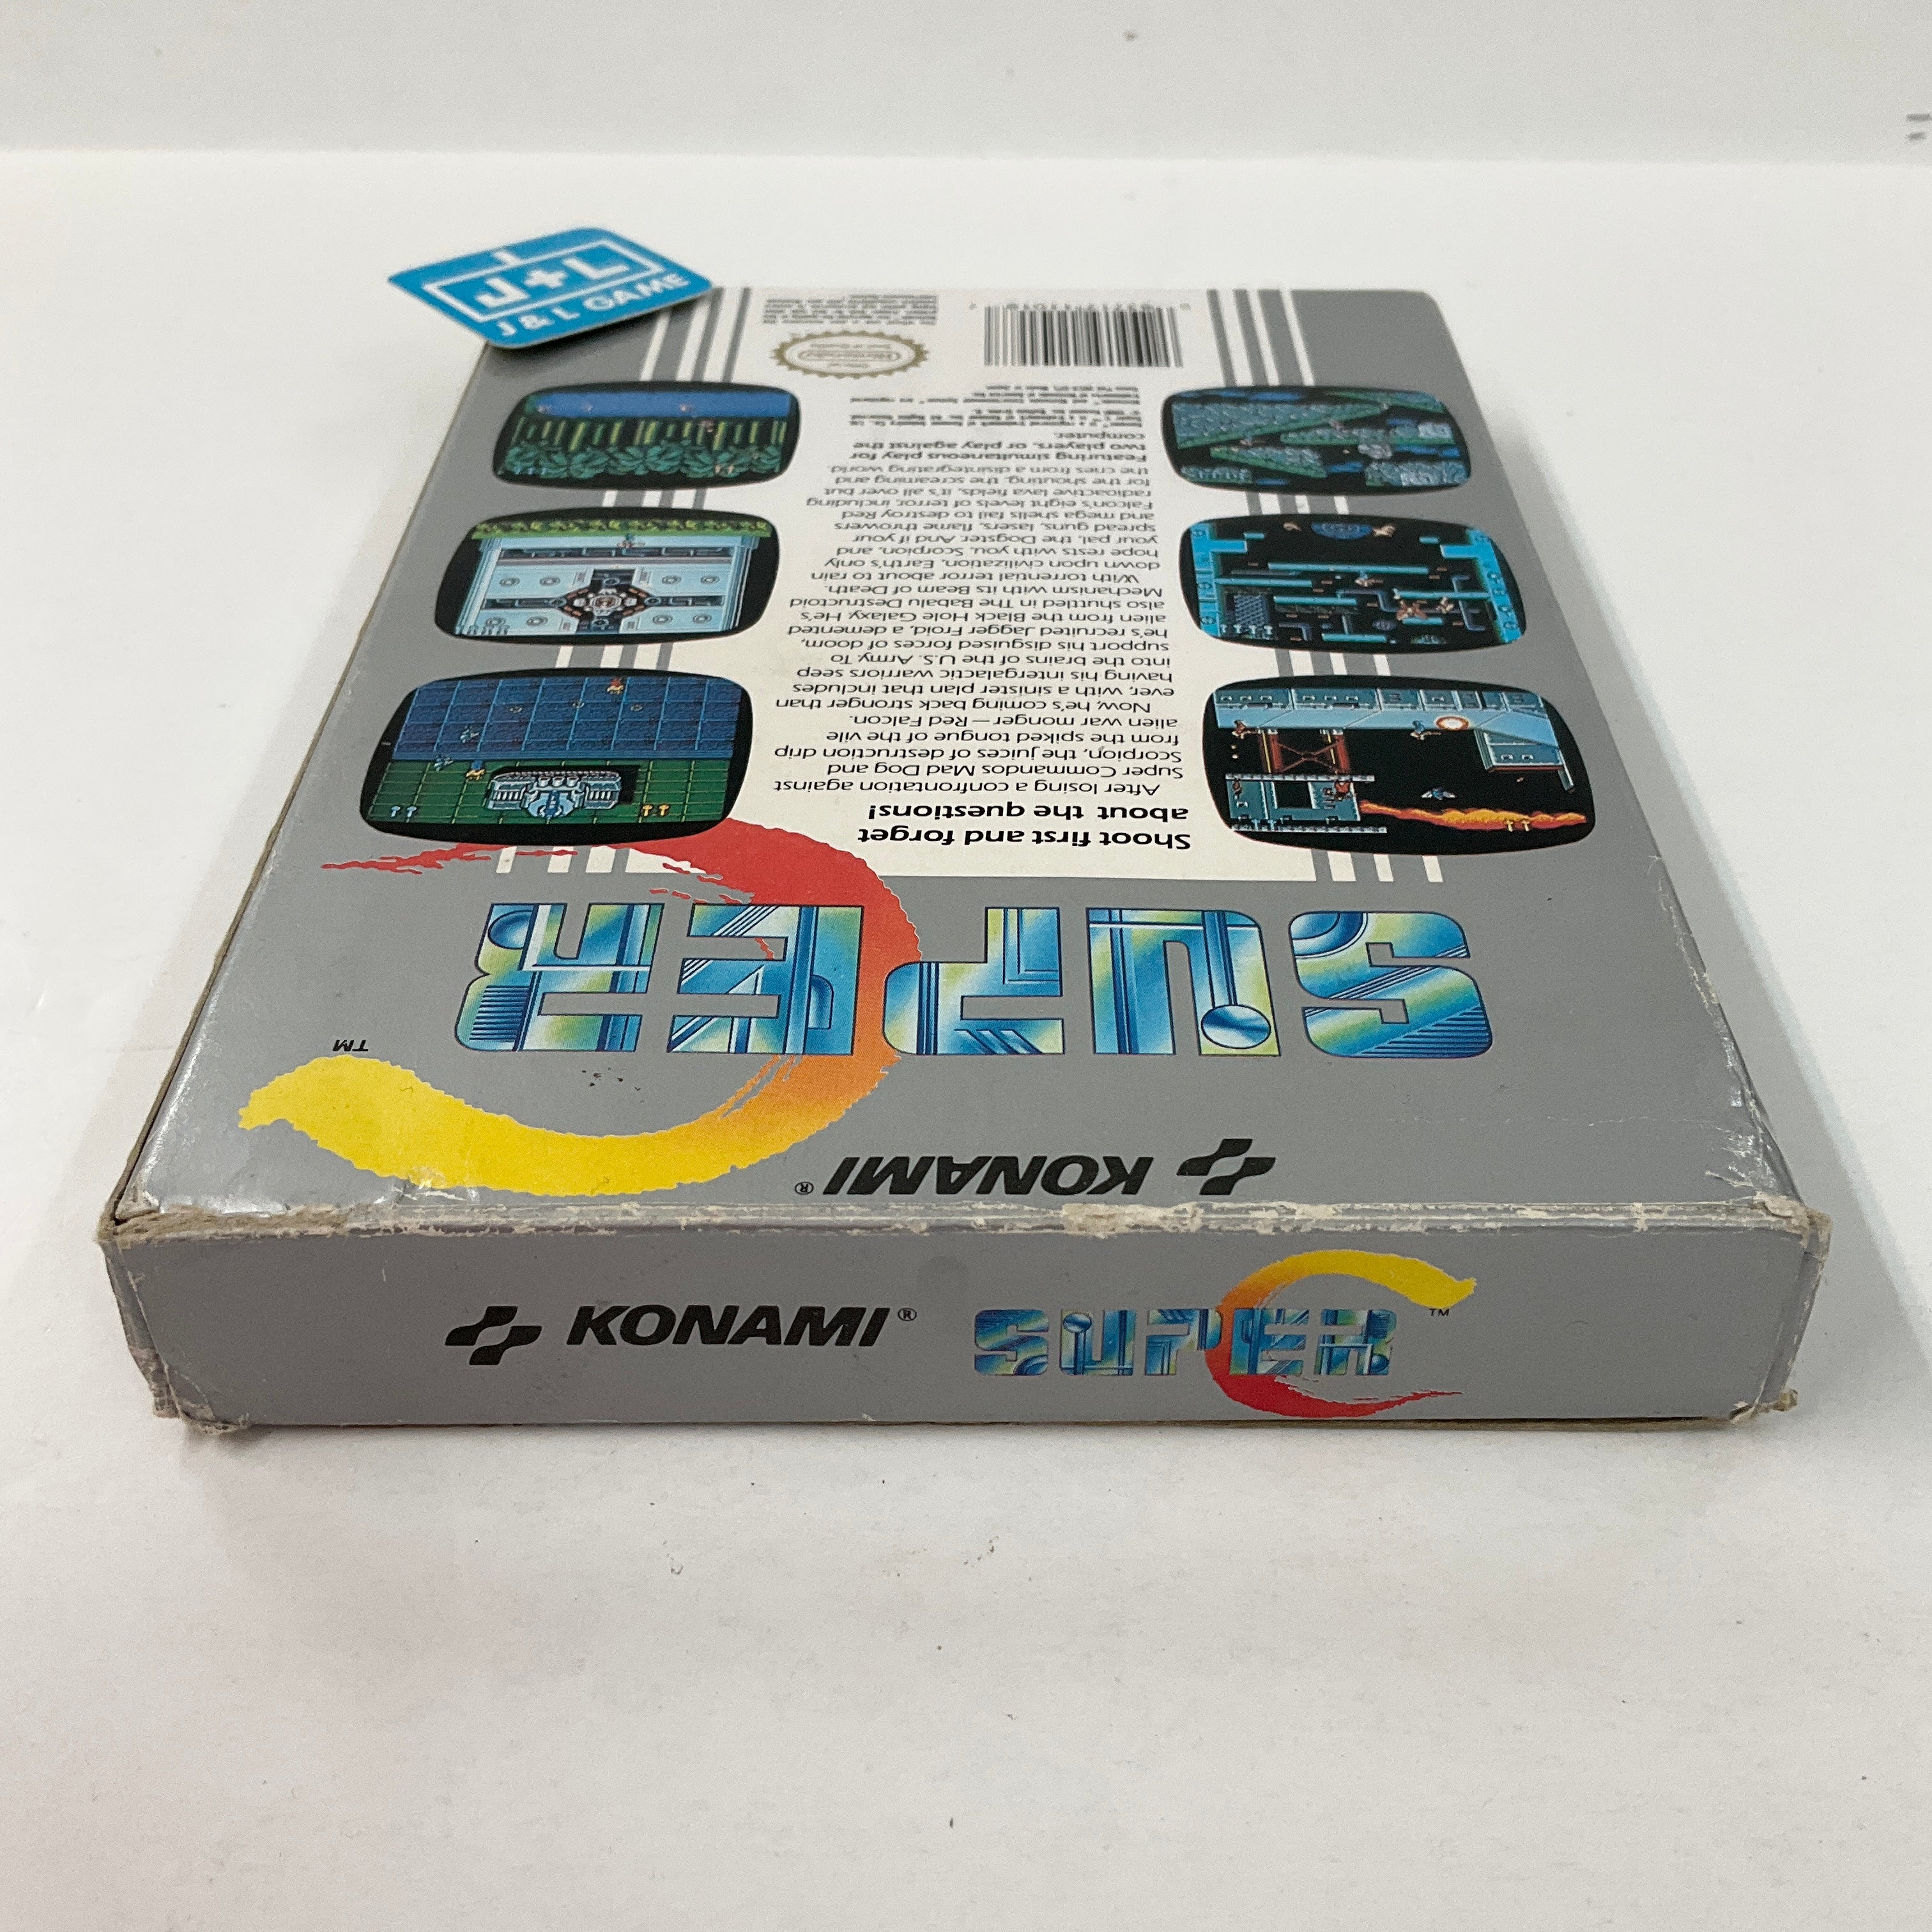 J+L
J & L GAME
KONAMI®
SUPER C™
Shoot first and forget
about the questions!
After losing a confrontation against
Super Commandos Mad Dog and
Scorpion, the juices of destruction drip
from the spiked tongue of the vile
alien war monger—Red Falcon.
Now, he's coming back stronger than
ever, with a sinister plan that includes
having his intergalactic warriors seep
into the brains of the U.S. Army. To
support his disguised forces of doom,
he's recruited Jagger Froid, a demented
alien from the Black Hole Galaxy. He's
also shuttled in The Babalu Destructoid
Mechanism with its Beam of Death.
With torrential terror about to rain
down upon civilization, Earth's only
hope rests with you, Scorpion, and
your pal, the Dogster. And if your
spread guns, lasers, flame throwers
and mega shells fail to destroy Red
Falcon's eight levels of terror, including
radioactive lava fields, it's all over but
for the shouting, the screaming and
the cries from a disintegrating world.
Featuring simultaneous play for
two players, or play against the
computer.
Official
Nintendo
Seal of Quality
KONAMI® SUPER C™